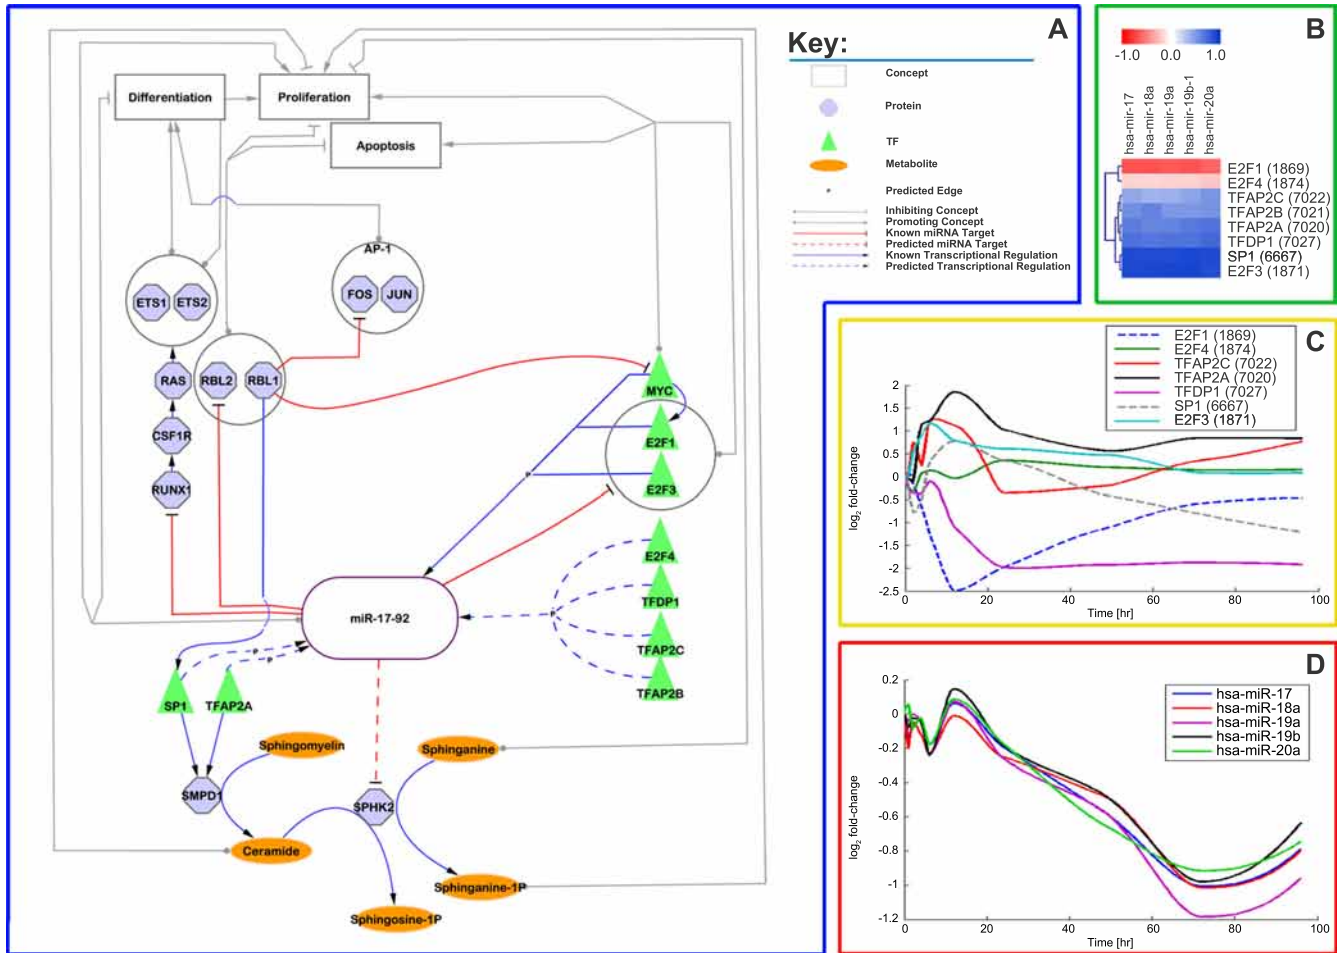 A
Key:
Concept
Protein
TF
Metabolite
Predicted Edge
Inhibiting Concept
Promoting Concept
Known miRNA Target
Predicted miRNA Target
Known Transcriptional Regulation
Predicted Transcriptional Regulation
Differentiation
Proliferation
Apoptosis
AP-1
ETS1
ETS2
FOS
JUN
RAS
RBL2
RBL1
MYC
CSF1R
E2F1
RUNX1
E2F3
E2F4
TFDP1
miR-17-92
P
TFAP2C
P
P
TFAP2B
SP1
TFAP2A
Sphingomyelin
Sphinganine
SMPD1
SPHK2
Ceramide
Sphinganine-1P
Sphingosine-1P
B
-1.0
0.0
1.0
hsa-mir-17
hsa-mir-18a
hsa-mir-19a
hsa-mir-19b-1
hsa-mir-20a
E2F1 (1869)
E2F4 (1874)
TFAP2C (7022)
TFAP2B (7021)
TFAP2A (7020)
TFDP1 (7027)
SP1 (6667)
E2F3 (1871)
C
E2F1 (1869)
E2F4 (1874)
TFAP2C (7022)
TFAP2A (7020)
TFDP1 (7027)
SP1 (6667)
E2F3 (1871)
log2 fold-change
2
1.5
1
0.5
0
-0.5
-1
-1.5
-2
-2.5
0 20 40 60 80 100
Time [hr]
D
hsa-miR-17
hsa-miR-18a
hsa-miR-19a
hsa-miR-19b
hsa-miR-20a
log2 fold-change
0.2
0
-0.2
-0.4
-0.6
-0.8
-1
-1.2
0 20 40 60 80 100
Time [hr]